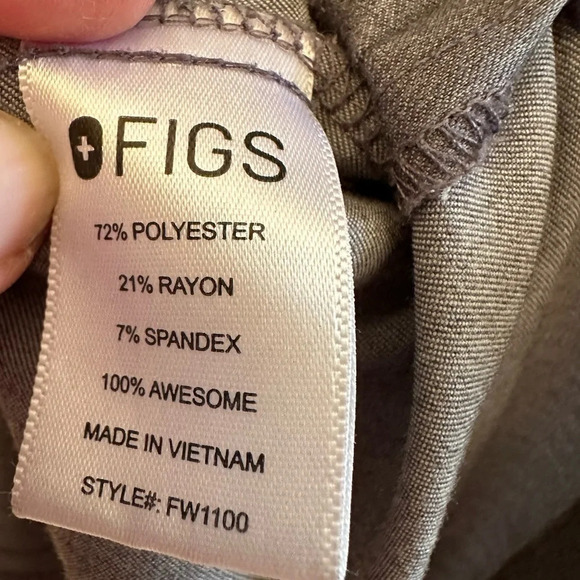 FIGS
72% POLYESTER
21% RAYON
7% SPANDEX
100% AWESOME
MADE IN VIETNAM
STYLE#: FW1100